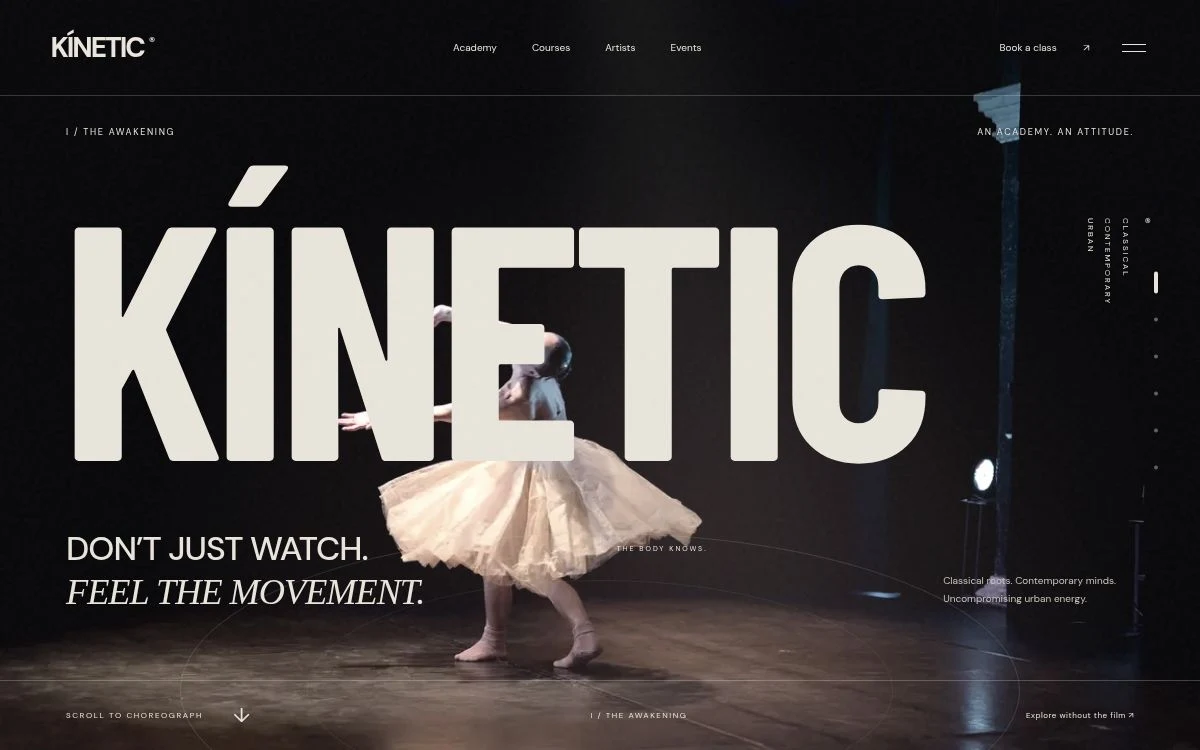 KÍNETIC ®
Academy
Courses
Artists
Events
Book a class ↗
I / THE AWAKENING
AN ACADEMY. AN ATTITUDE.
KÍNETIC
®
CLASSICAL
CONTEMPORARY
URBAN
DON’T JUST WATCH.
FEEL THE MOVEMENT.
THE BODY KNOWS.
Classical roots. Contemporary minds.
Uncompromising urban energy.
SCROLL TO CHOREOGRAPH ↓
I / THE AWAKENING
Explore without the film ↗